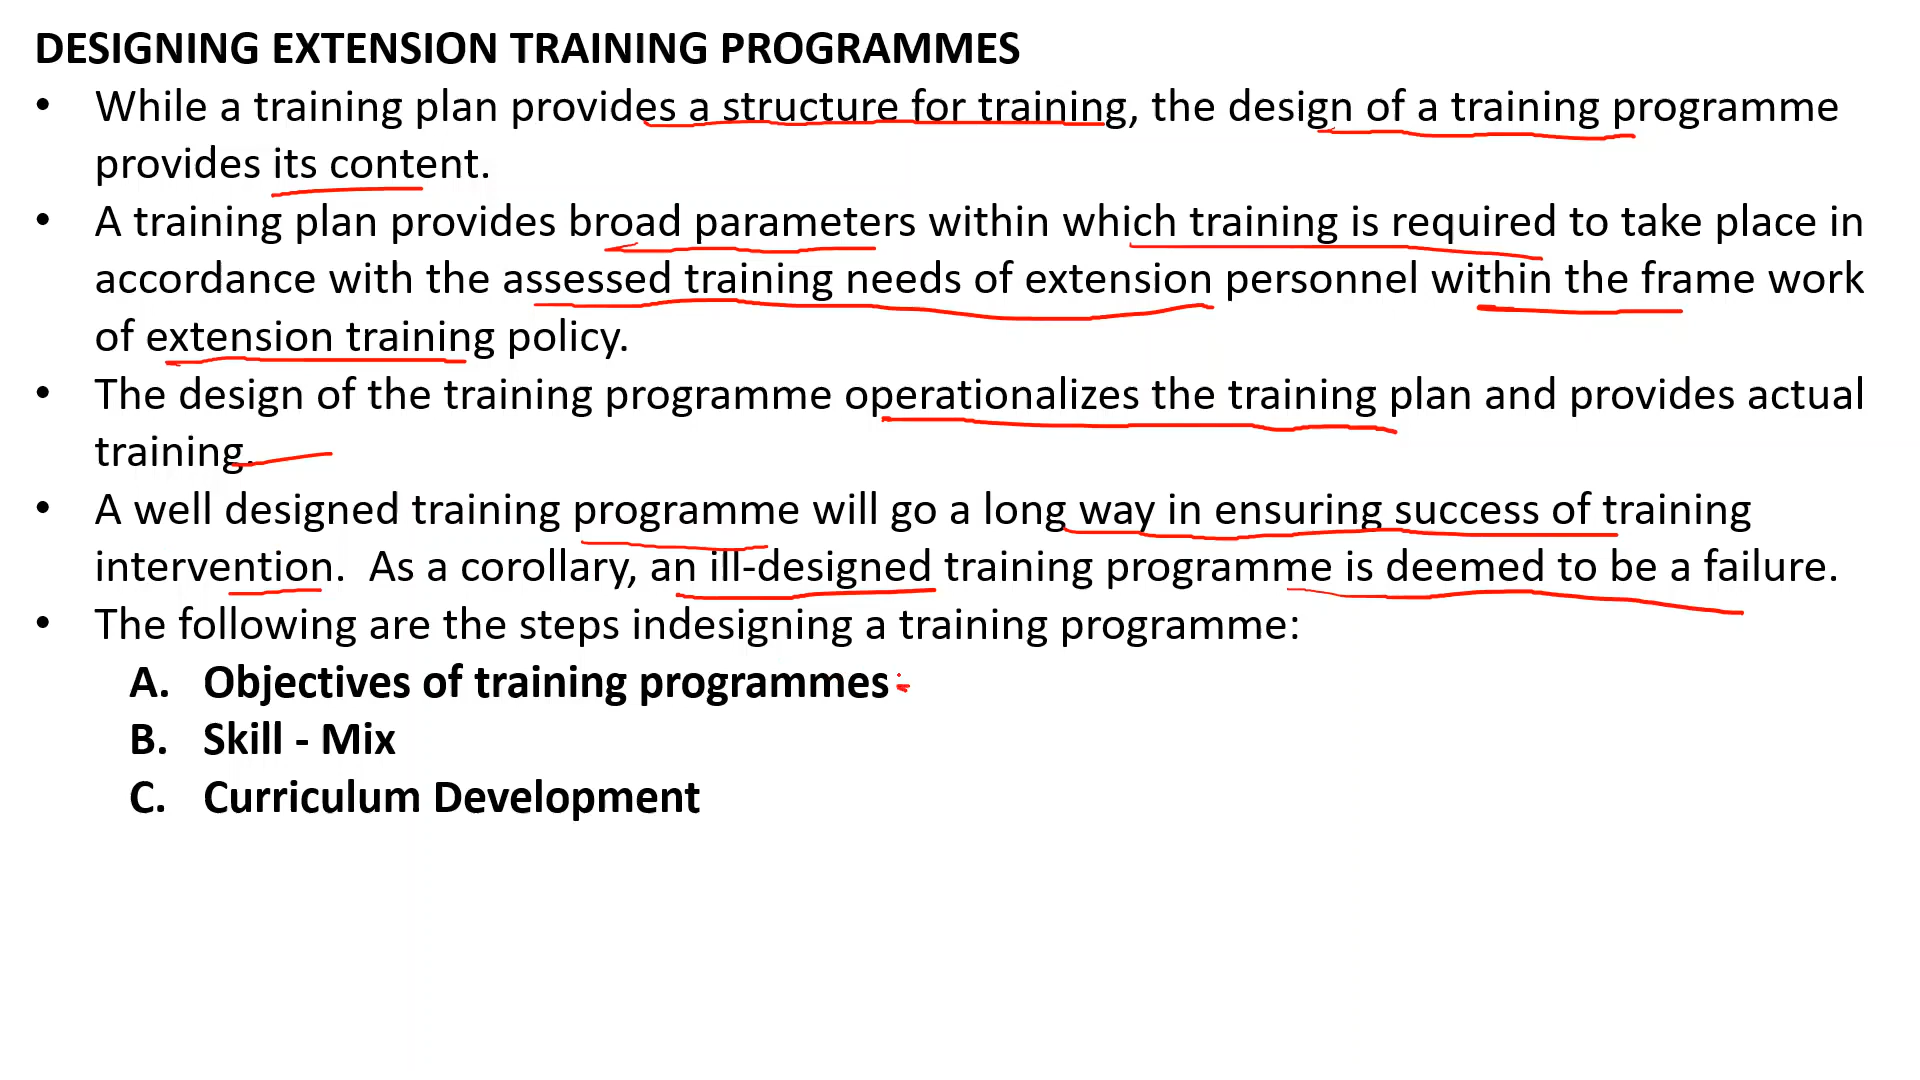 DESIGNING EXTENSION TRAINING PROGRAMMES
• While a training plan provides a structure for training, the design of a training programme
provides its content.
• A training plan provides broad parameters within which training is required to take place in
accordance with the assessed training needs of extension personnel within the frame work
of extension training policy.
• The design of the training programme operationalizes the training plan and provides actual
training.
• A well designed training programme will go a long way in ensuring success of training
intervention.  As a corollary, an ill-designed training programme is deemed to be a failure.
• The following are the steps indesigning a training programme:
A. Objectives of training programmes
B. Skill - Mix
C. Curriculum Development